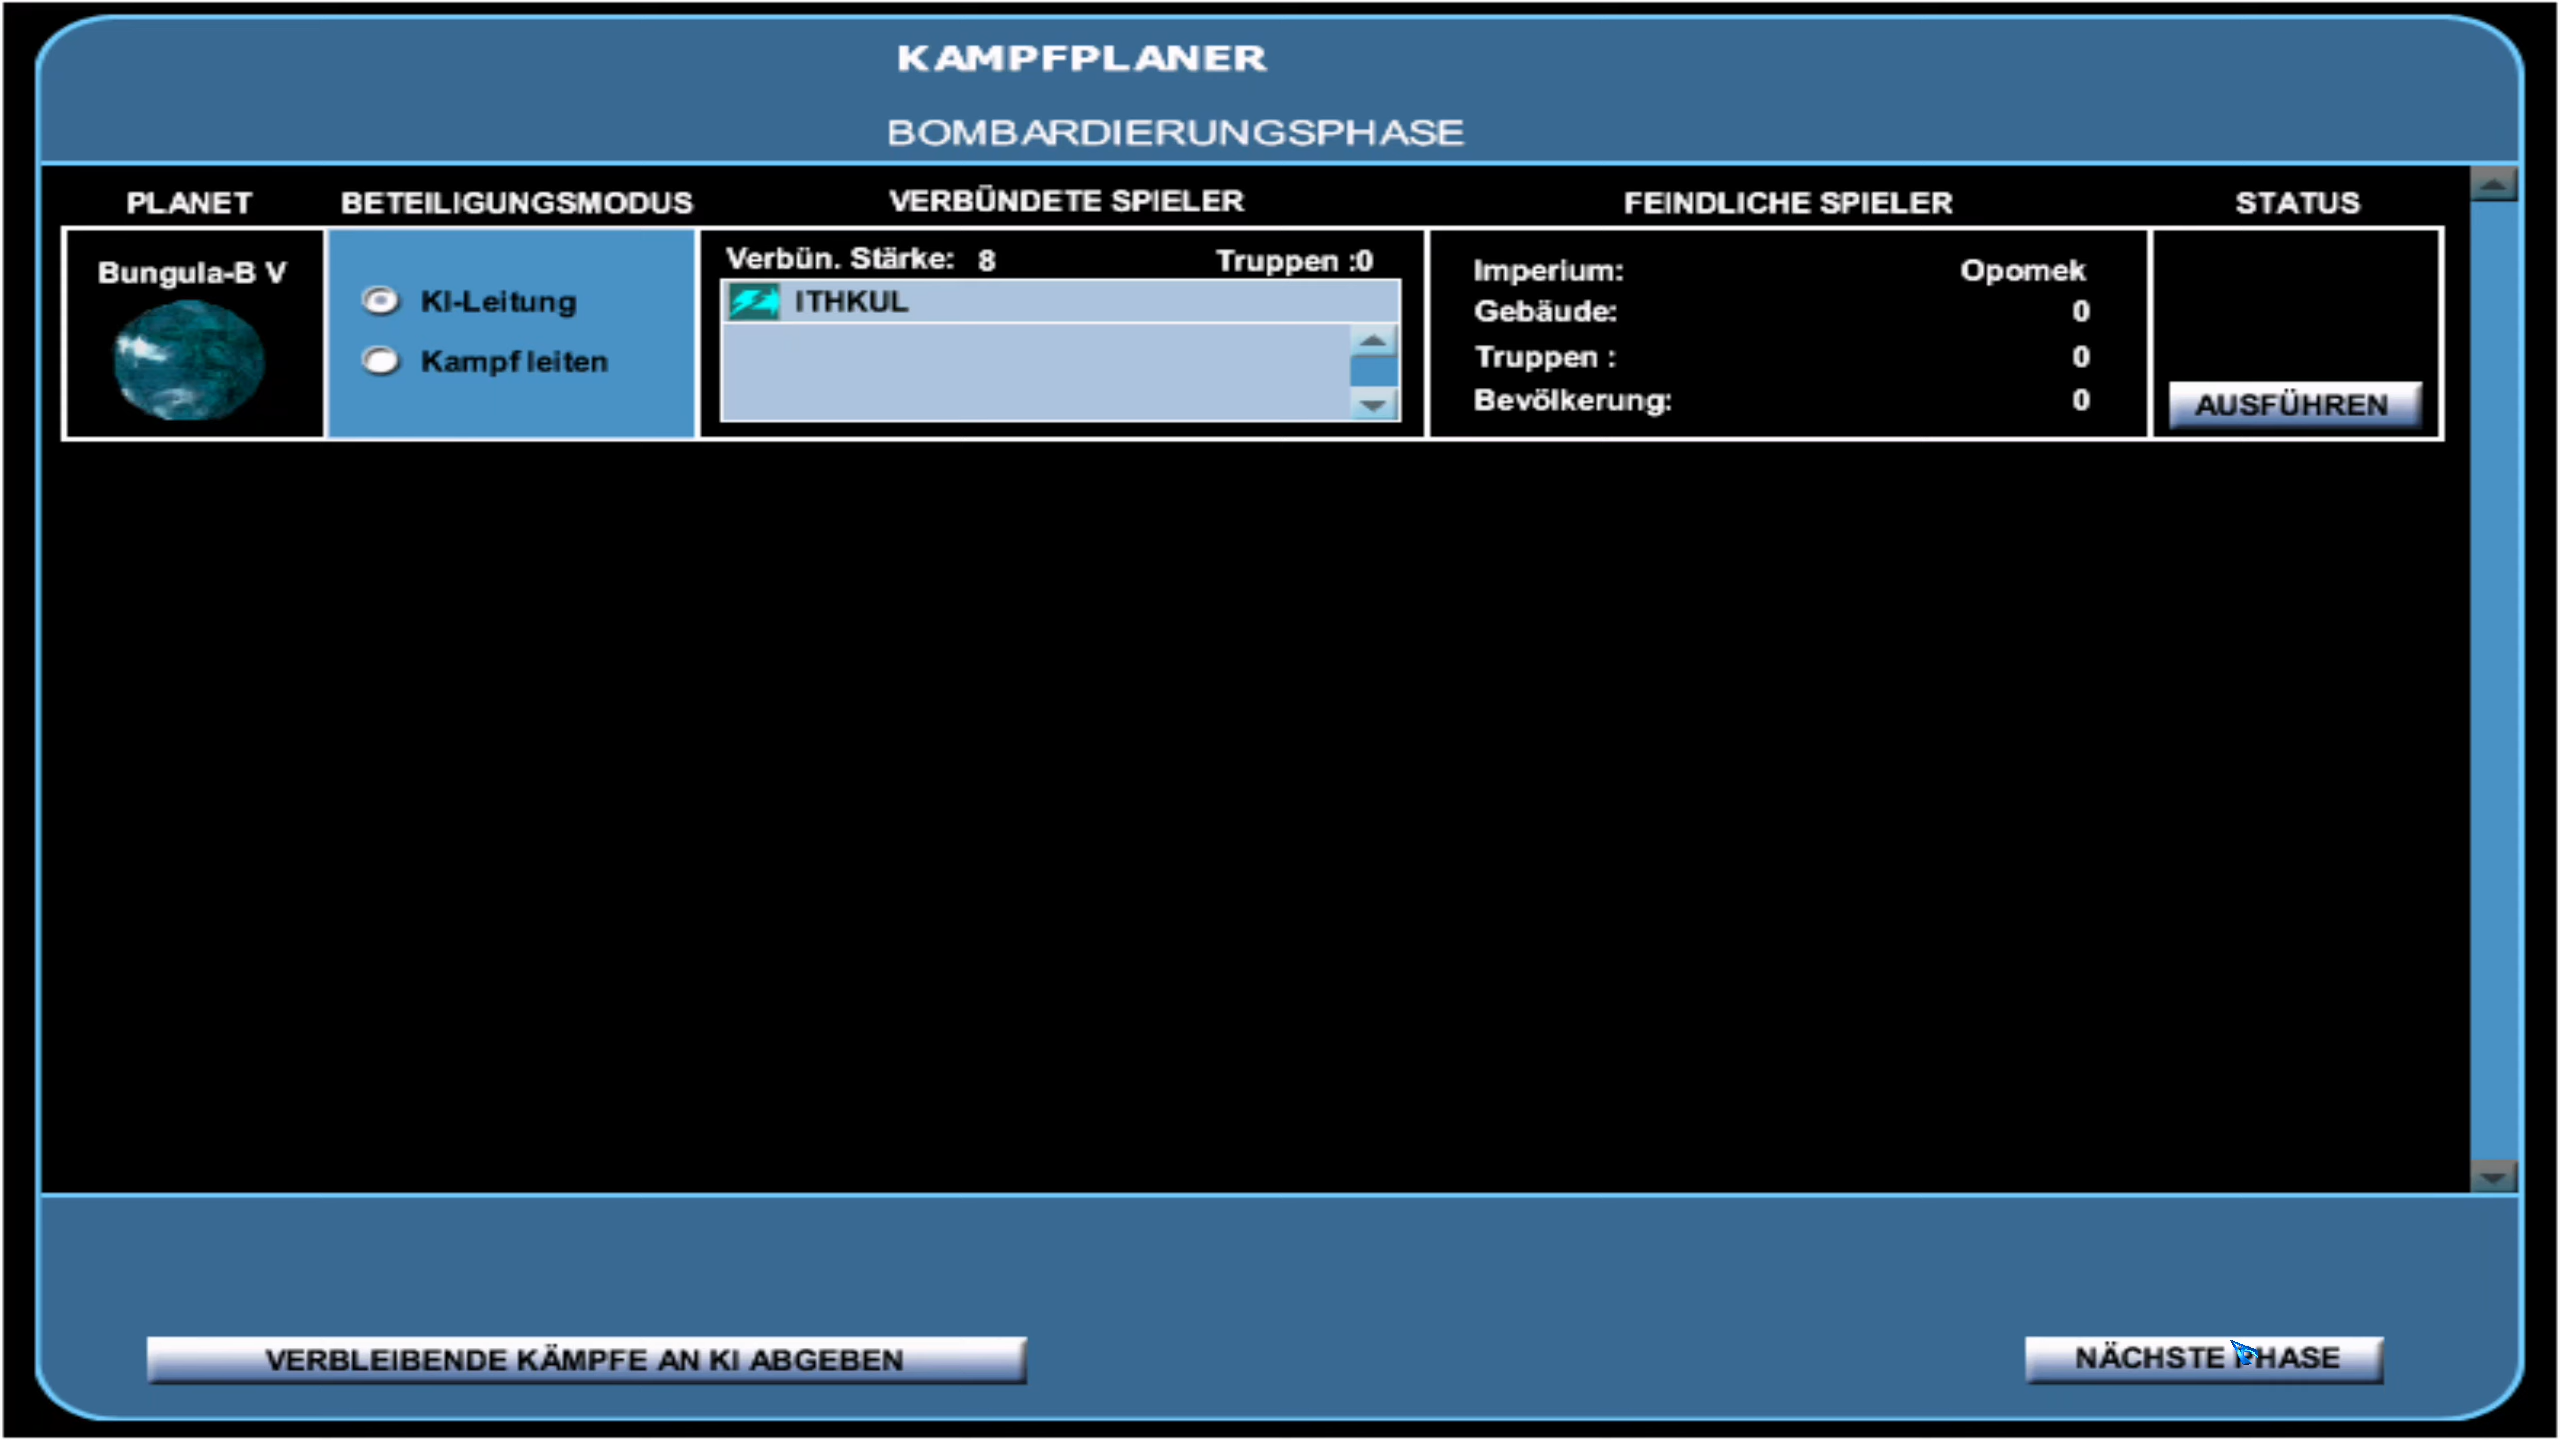 KAMPFPLANER
BOMBARDIERUNGSPHASE
PLANET BETEILIGUNGSMODUS VERBÜNDETE SPIELER FEINDLICHE SPIELER STATUS
Bungula-B V
KI-Leitung
Kampf leiten
Verbün. Stärke: 8 Truppen :0
ITHKUL
Imperium: Opomek
Gebäude: 0
Truppen : 0
Bevölkerung: 0
AUSFÜHREN
VERBLEIBENDE KÄMPFE AN KI ABGEBEN
NÄCHSTE PHASE